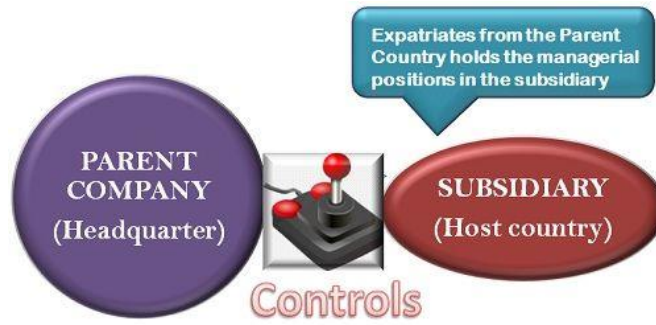 Expatriates from the Parent
Country holds the managerial
positions in the subsidiary
PARENT
COMPANY
(Headquarter)
SUBSIDIARY
(Host country)
Controls